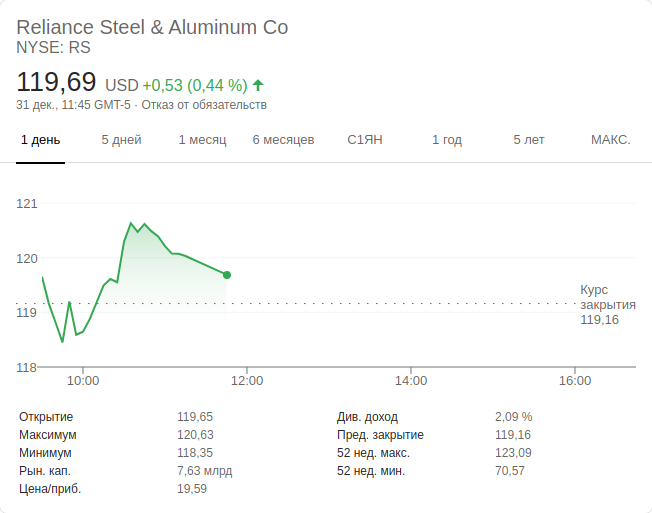 Reliance Steel & Aluminum Co
NYSE: RS
119,69 USD +0,53 (0,44 %)
31 дек., 11:45 GMT-5 · Отказ от обязательств
1 день 5 дней 1 месяц 6 месяцев С1ЯН 1 год 5 лет МАКС.
121
120
119
118
Курс
закрытия
119,16
10:00 12:00 14:00 16:00
Открытие 119,65 Див. доход 2,09 %
Максимум 120,63 Пред. закрытие 119,16
Минимум 118,35 52 нед. макс. 123,09
Рын. кап. 7,63 млрд 52 нед. мин. 70,57
Цена/приб. 19,59